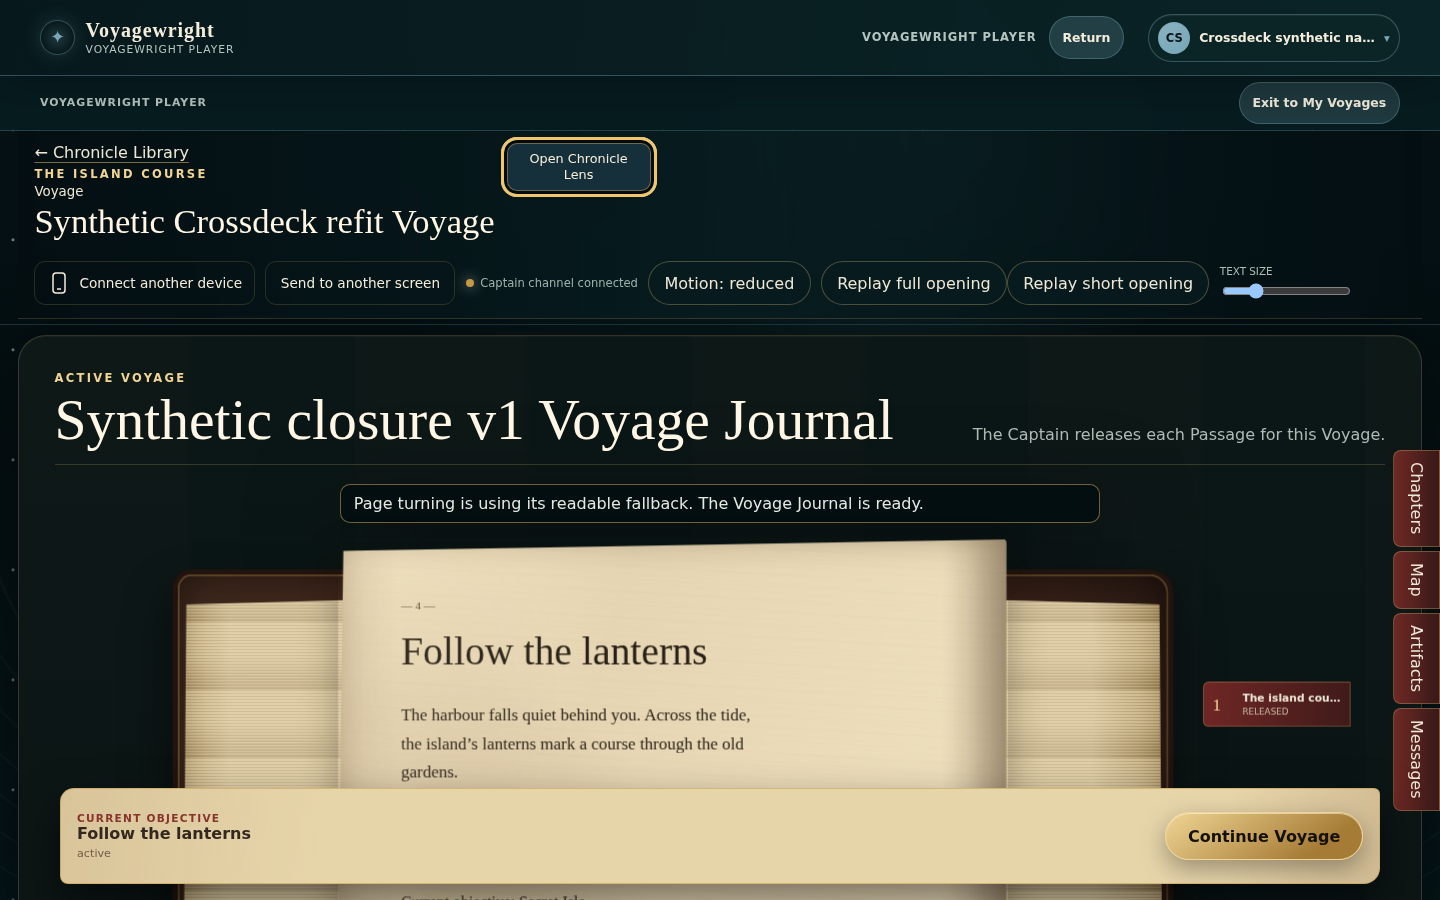 ✦ Voyagewright
VOYAGEWRIGHT PLAYER
VOYAGEWRIGHT PLAYER
Return
CS Crossdeck synthetic na… ▾
VOYAGEWRIGHT PLAYER
Exit to My Voyages
← Chronicle Library
THE ISLAND COURSE
Voyage
Synthetic Crossdeck refit Voyage
Open Chronicle
Lens
Connect another device
Send to another screen
Captain channel connected
Motion: reduced
Replay full opening
Replay short opening
TEXT SIZE
ACTIVE VOYAGE
Synthetic closure v1 Voyage Journal
The Captain releases each Passage for this Voyage.
Page turning is using its readable fallback. The Voyage Journal is ready.
— 4 —
Follow the lanterns
The harbour falls quiet behind you. Across the tide,
the island’s lanterns mark a course through the old
gardens.
1
The island cou…
RELEASED
Chapters
Map
Artifacts
Messages
CURRENT OBJECTIVE
Follow the lanterns
active
Continue Voyage